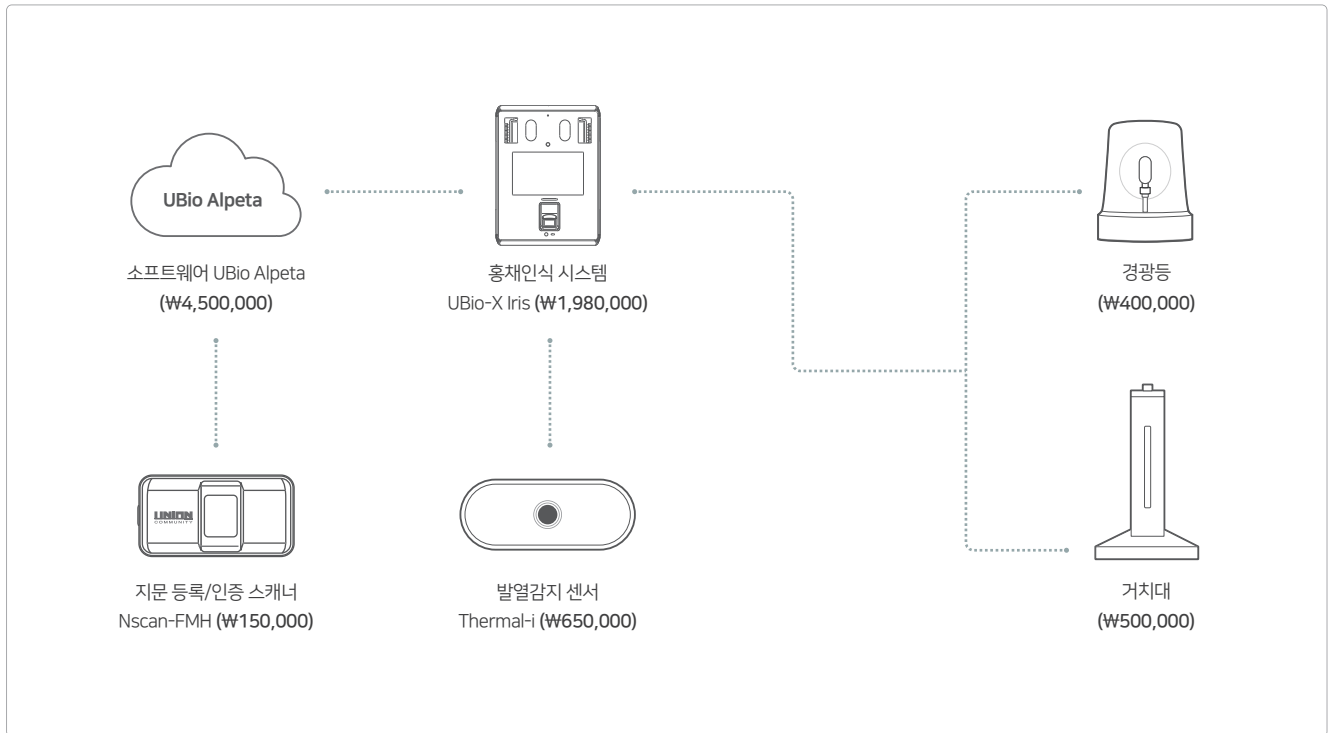 UBio Alpeta
소프트웨어 UBio Alpeta
(₩4,500,000)
홍채인식 시스템
UBio-X Iris (₩1,980,000)
경광등
(₩400,000)
UNION
COMMUNITY
지문 등록/인증 스캐너
Nscan-FMH (₩150,000)
발열감지 센서
Thermal-i (₩650,000)
거치대
(₩500,000)